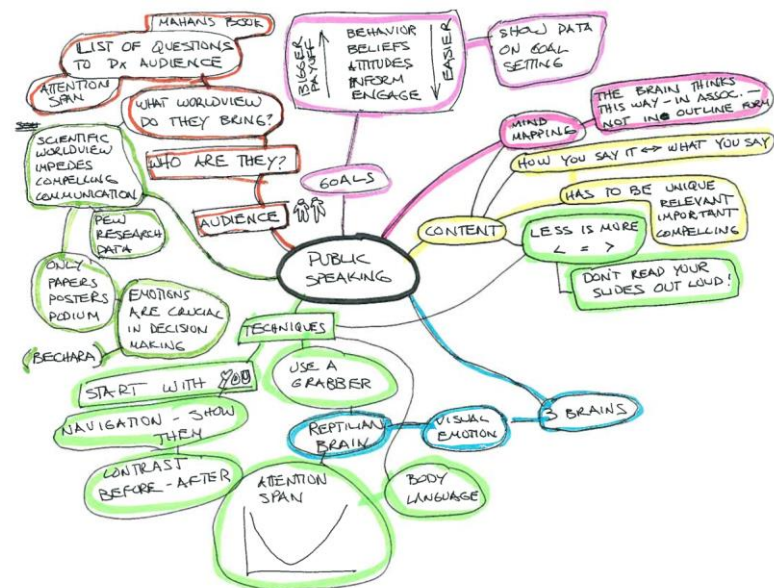 MAHANS BOOK
LIST OF QUESTIONS
TO Dx AUDIENCE
ATTENTION
SPAN
WHAT WORLDVIEW
DO THEY BRING?
WHO ARE THEY?
AUDIENCE
SCIENTIFIC
WORLDVIEW
IMPEDES
COMPELLING
COMMUNICATION
PEW
RESEARCH
DATA
ONLY
PAPERS
POSTERS
PODIUM
EMOTIONS
ARE CRUCIAL
IN DECISION
MAKING
(BECHARA)
BIGGER
PAYOFF
BEHAVIOR
BELIEFS
ATTITUDES
INFORM
ENGAGE
EASIER
SHOW DATA
ON GOAL
SETTING
GOALS
MIND
MAPPING
THE BRAIN THINKS
THIS WAY - IN ASSOC. -
NOT IN OUTLINE FORM
HOW YOU SAY IT ↔ WHAT YOU SAY
CONTENT
HAS TO BE UNIQUE
RELEVANT
IMPORTANT
COMPELLING
LESS IS MORE
< = >
DON'T READ YOUR
SLIDES OUT LOUD!
PUBLIC
SPEAKING
TECHNIQUES
START WITH YOU
NAVIGATION - SHOW
THEM
CONTRAST
BEFORE - AFTER
USE A
GRABBER
REPTILIAN
BRAIN
VISUAL
EMOTION
3 BRAINS
ATTENTION
SPAN
BODY
LANGUAGE